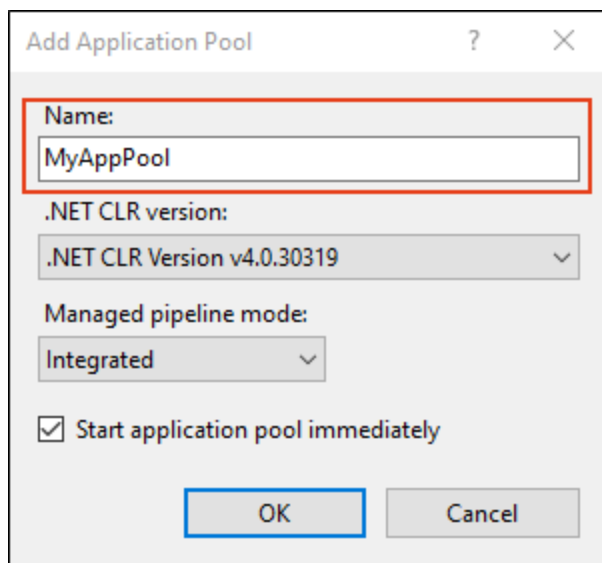 Add Application Pool ?
Name:
MyAppPool
.NET CLR version:
.NET CLR Version v4.0.30319
Managed pipeline mode:
Integrated
Start application pool immediately
OK Cancel